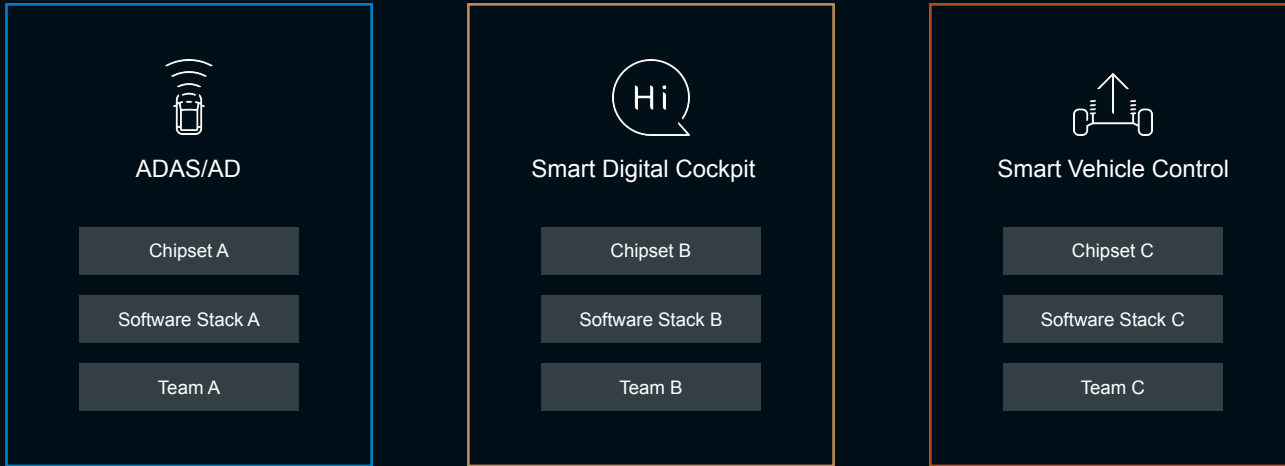 ADAS/AD
Chipset A
Software Stack A
Team A
Hi
Smart Digital Cockpit
Chipset B
Software Stack B
Team B
Smart Vehicle Control
Chipset C
Software Stack C
Team C